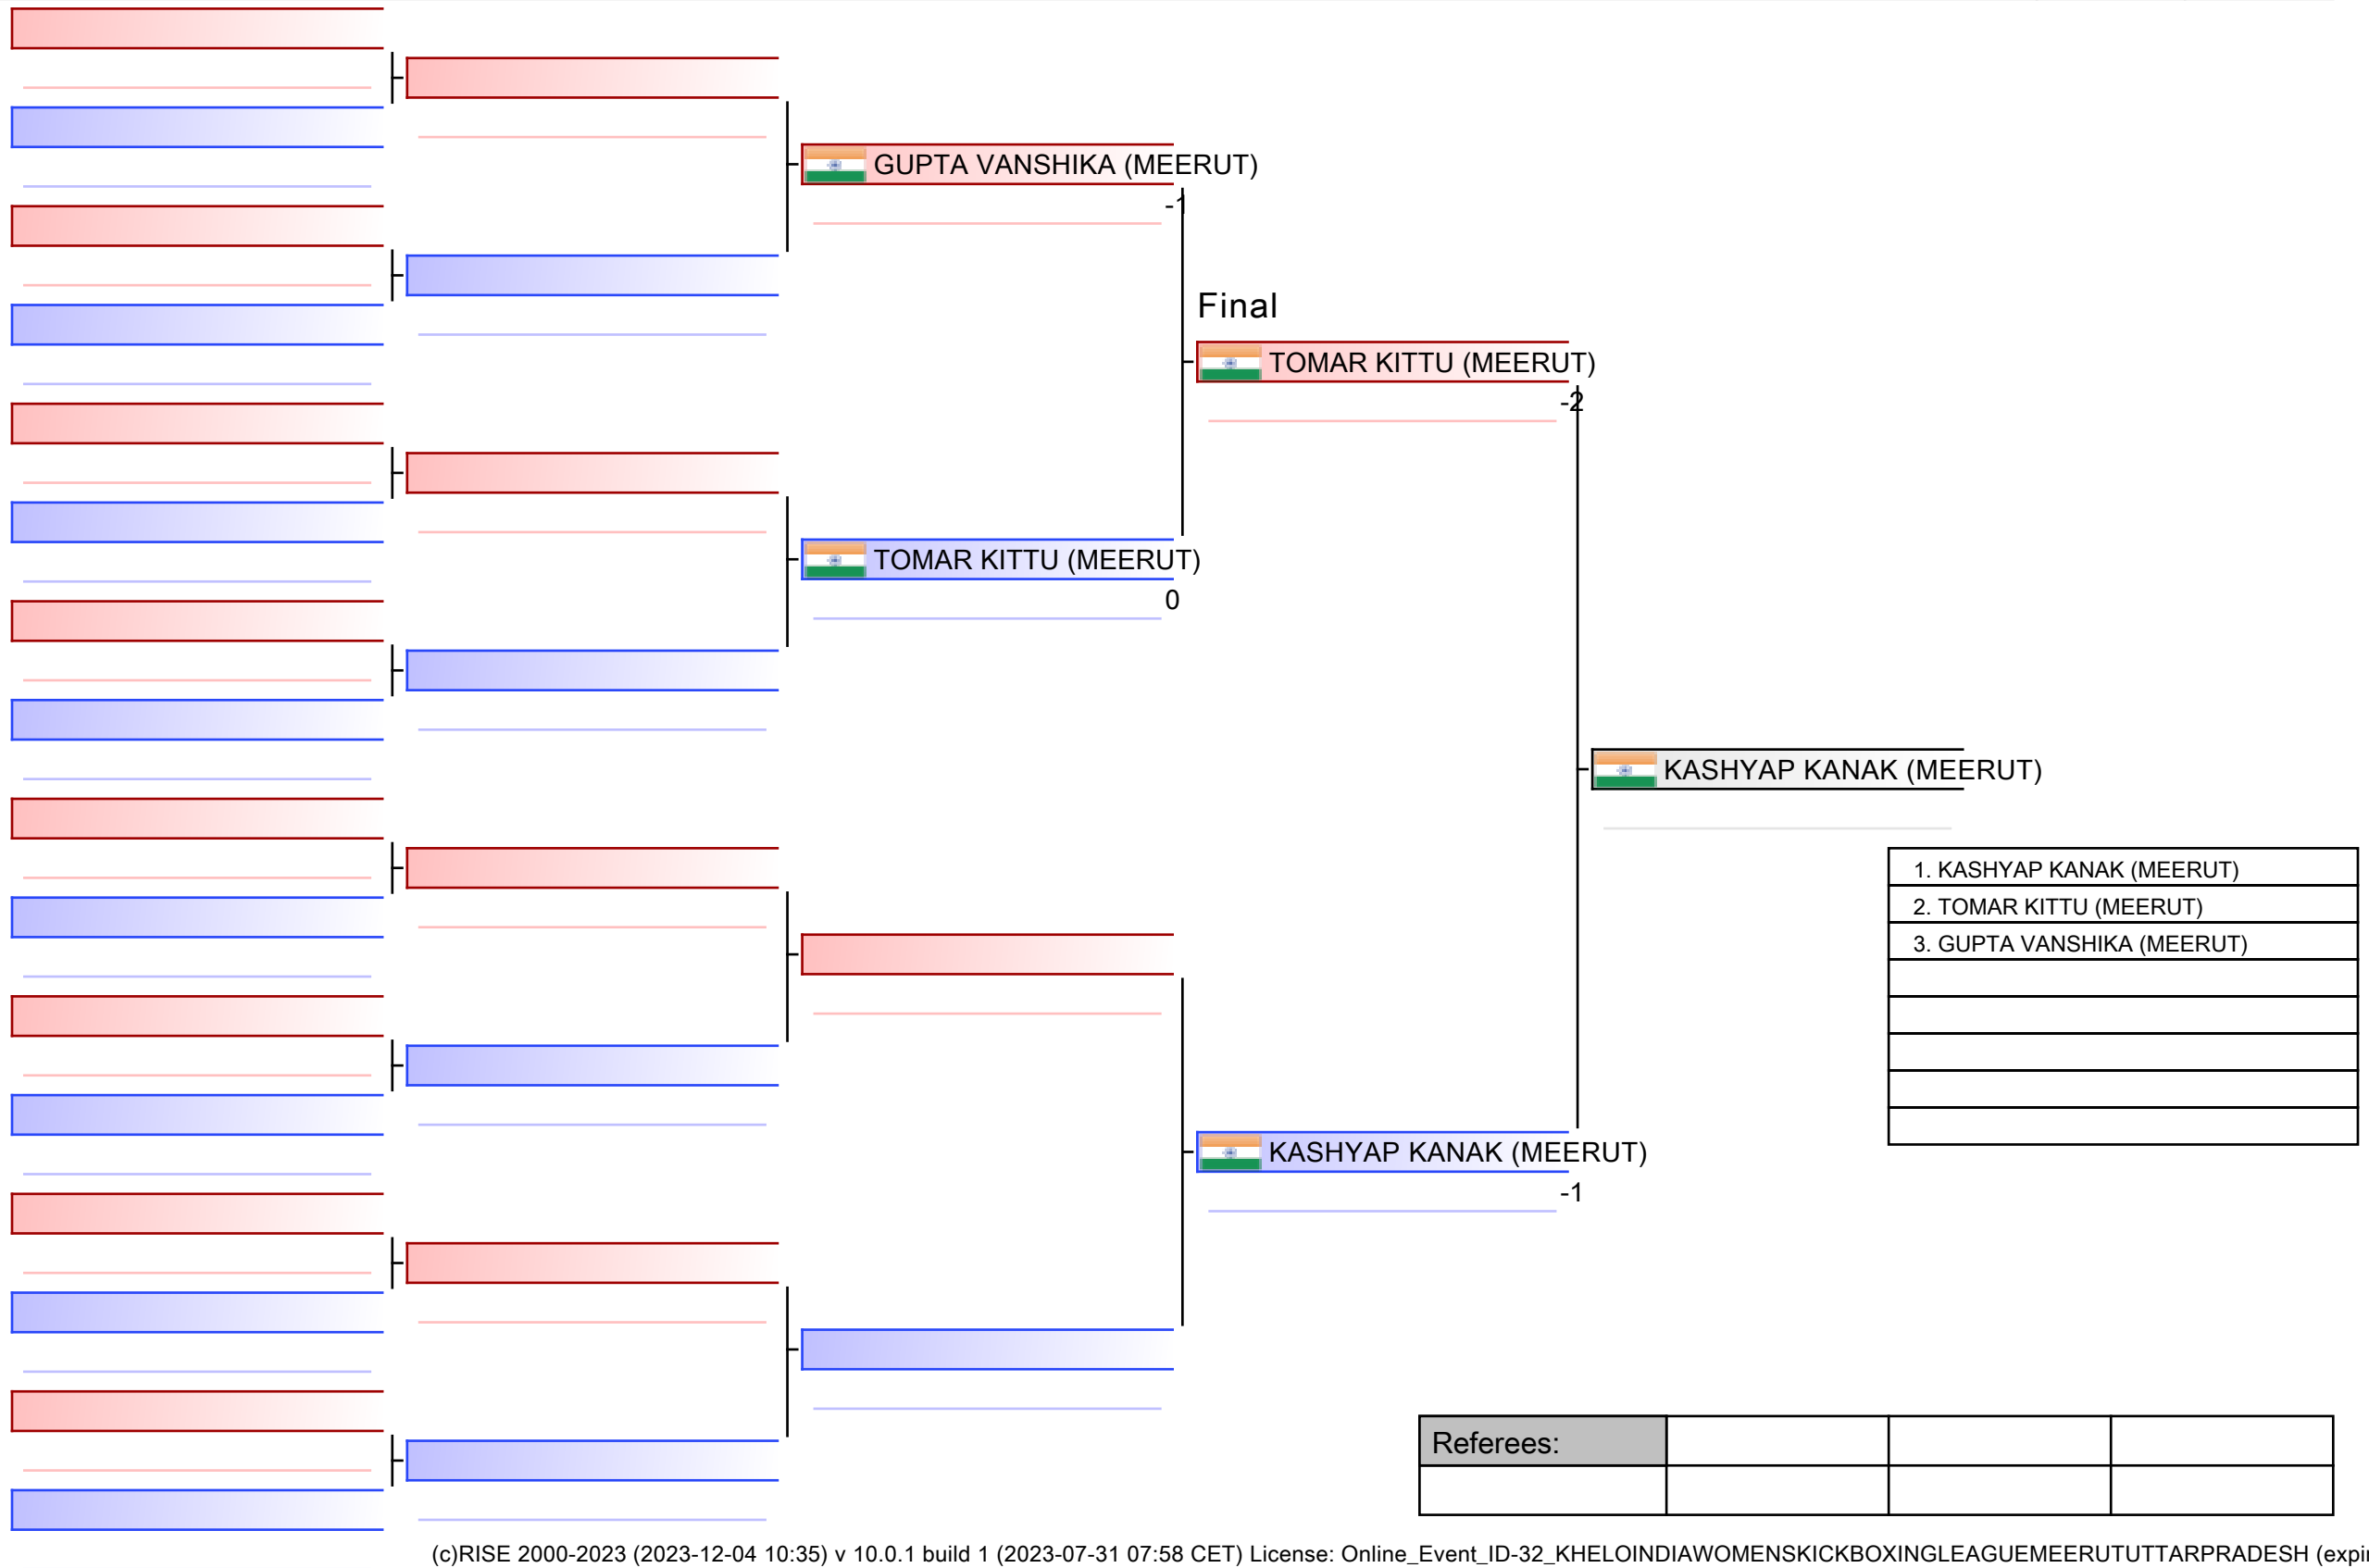 GUPTA VANSHIKA (MEERUT)
-1
Final
TOMAR KITTU (MEERUT)
-2
TOMAR KITTU (MEERUT)
0
KASHYAP KANAK (MEERUT)
1. KASHYAP KANAK (MEERUT)
2. TOMAR KITTU (MEERUT)
3. GUPTA VANSHIKA (MEERUT)
KASHYAP KANAK (MEERUT)
-1
Referees:
(c)RISE 2000-2023 (2023-12-04 10:35) v 10.0.1 build 1 (2023-07-31 07:58 CET) License: Online_Event_ID-32_KHELOINDIAWOMENSKICKBOXINGLEAGUEMEERUTUTTARPRADESH (expi